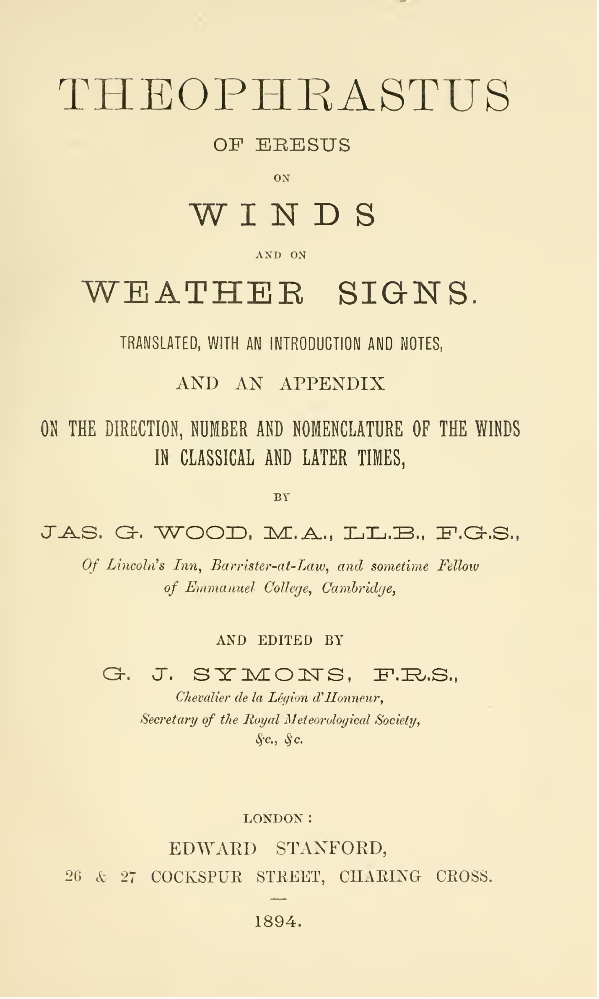 THEOPHRASTUS
OF ERESUS
ON
WINDS
AND ON
WEATHER SIGNS.
TRANSLATED, WITH AN INTRODUCTION AND NOTES,
AND AN APPENDIX
ON THE DIRECTION, NUMBER AND NOMENCLATURE OF THE WINDS
IN CLASSICAL AND LATER TIMES,
BY
JAS. G. WOOD, M.A., LL.B., F.G.S.,
Of Lincoln's Inn, Barrister-at-Law, and sometime Fellow
of Emmanuel College, Cambridge,
AND EDITED BY
G. J. SYMONS, F.R.S.,
Chevalier de la Légion d'Honneur,
Secretary of the Royal Meteorological Society,
&c., &c.
LONDON:
EDWARD STANFORD,
26 & 27 COCKSPUR STREET, CHARING CROSS.
1894.